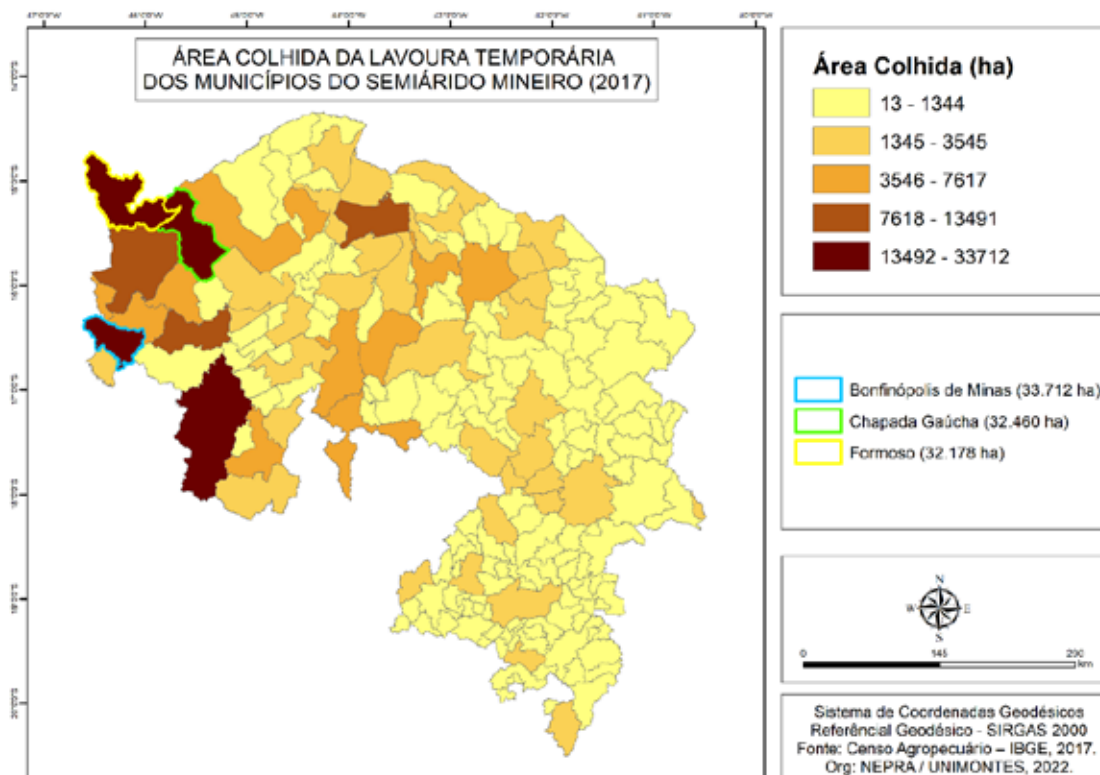 ÁREA COLHIDA DA LAVOURA TEMPORÁRIA
DOS MUNICÍPIOS DO SEMIÁRIDO MINEIRO (2017)
Área Colhida (ha)
13 - 1344
1345 - 3545
3546 - 7617
7618 - 13491
13492 - 33712
Bonfinópolis de Minas (33.712 ha)
Chapada Gaúcha (32.460 ha)
Formoso (32.178 ha)
N
W E
S
0 145 290
km
Sistema de Coordenadas Geodésicos
Referêncial Geodésico - SIRGAS 2000
Fonte: Censo Agropecuário – IBGE, 2017.
Org: NEPRA / UNIMONTES, 2022.